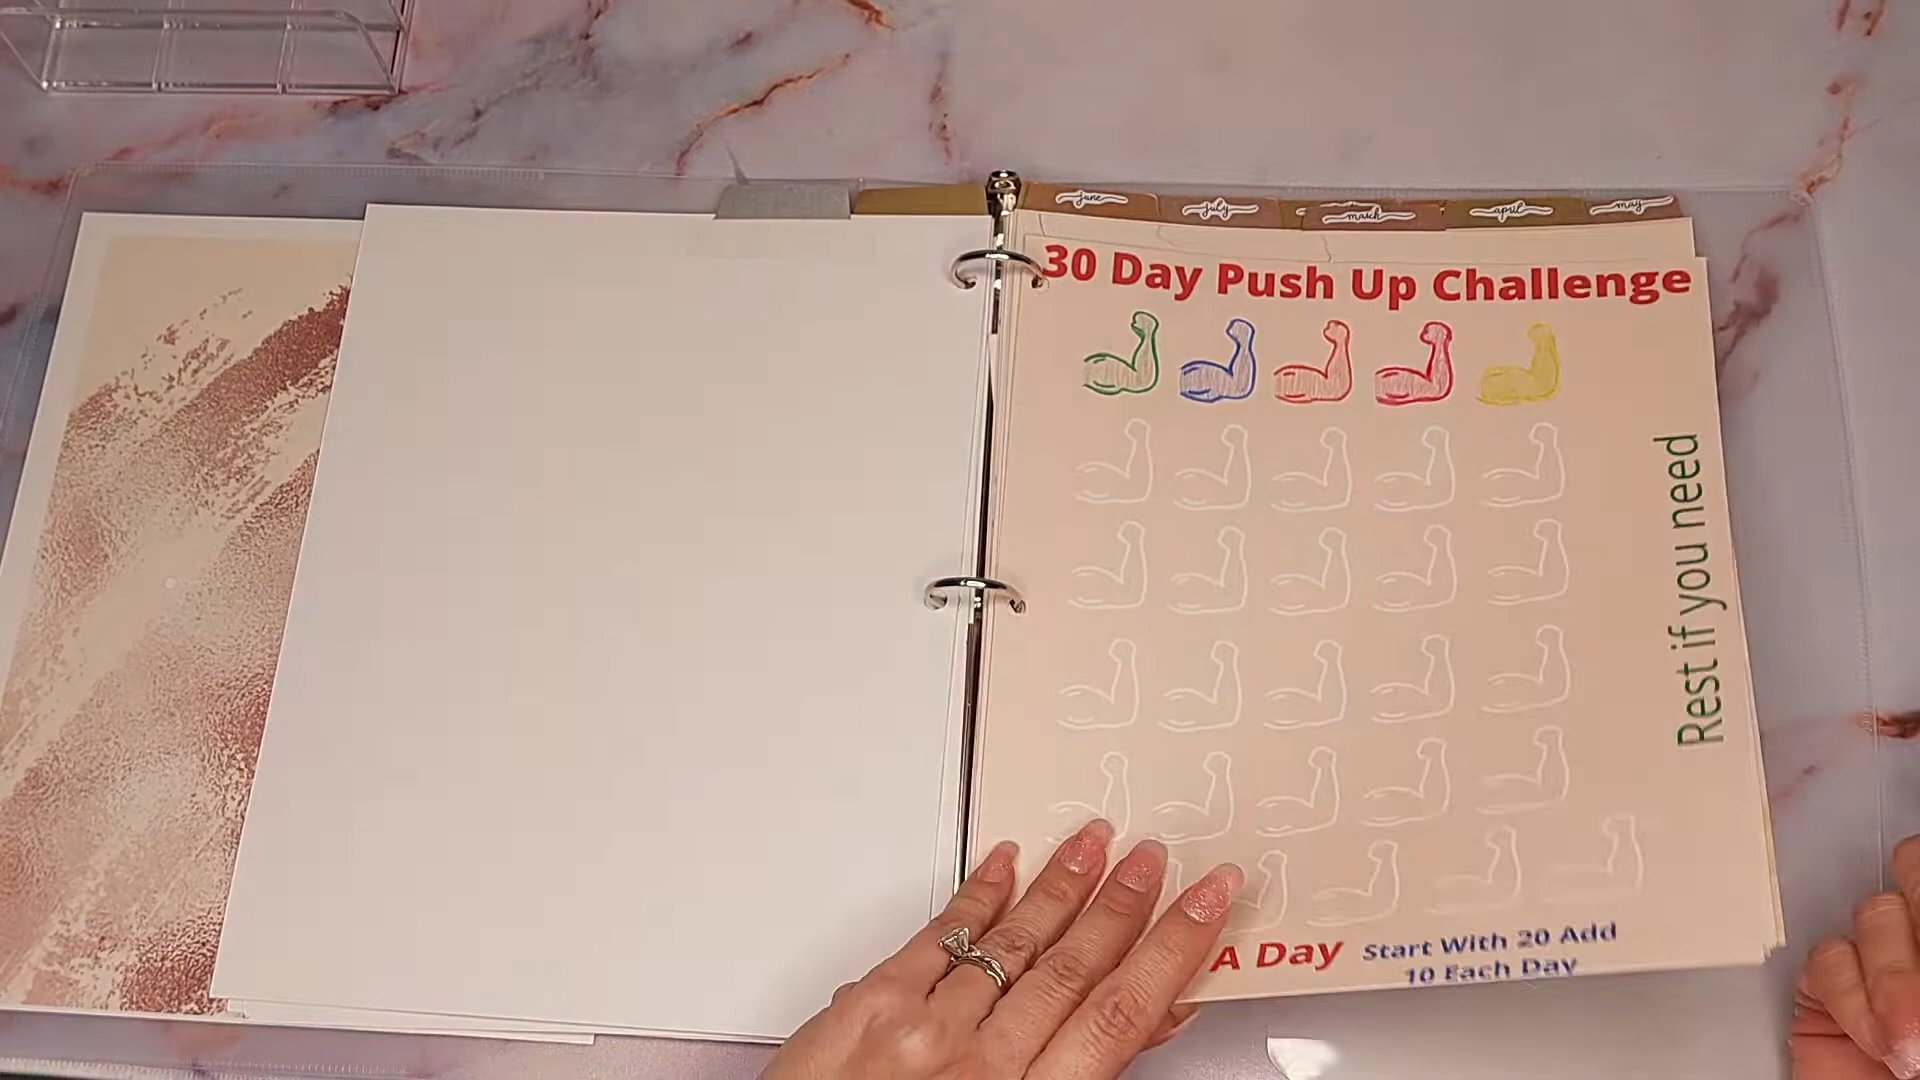 june
july
march
april
may
30 Day Push Up Challenge
Rest if you need
A Day
Start With 20 Add
10 Each Day